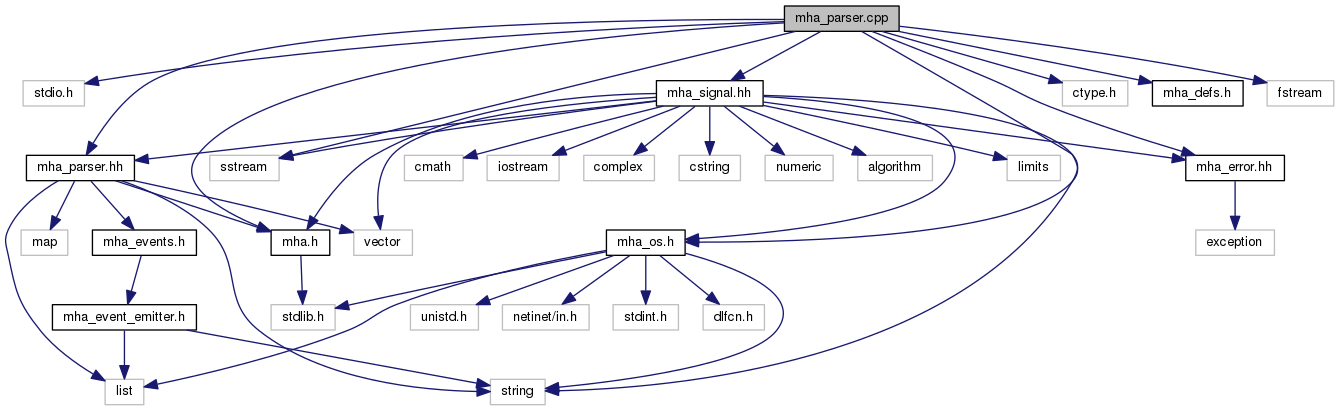 mha_parser.cpp
stdio.h
mha_signal.hh
ctype.h
mha_defs.h
fstream
mha_parser.hh
sstream
cmath
iostream
complex
cstring
numeric
algorithm
limits
mha_error.hh
map
mha_events.h
mha.h
vector
mha_os.h
exception
mha_event_emitter.h
stdlib.h
unistd.h
netinet/in.h
stdint.h
dlfcn.h
list
string